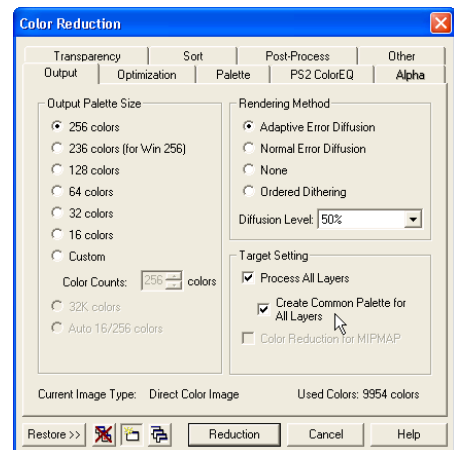 Color Reduction
Transparency Sort Post-Process Other
Output Optimization Palette PS2 ColorEQ Alpha
Output Palette Size
256 colors
236 colors (for Win 256)
128 colors
64 colors
32 colors
16 colors
Custom
Color Counts: 256 colors
32K colors
Auto 16/256 colors
Rendering Method
Adaptive Error Diffusion
Normal Error Diffusion
None
Ordered Dithering
Diffusion Level: 50%
Target Setting
Process All Layers
Create Common Palette for
All Layers
Color Reduction for MIPMAP
Current Image Type: Direct Color Image Used Colors: 9954 colors
Restore >> Reduction Cancel Help